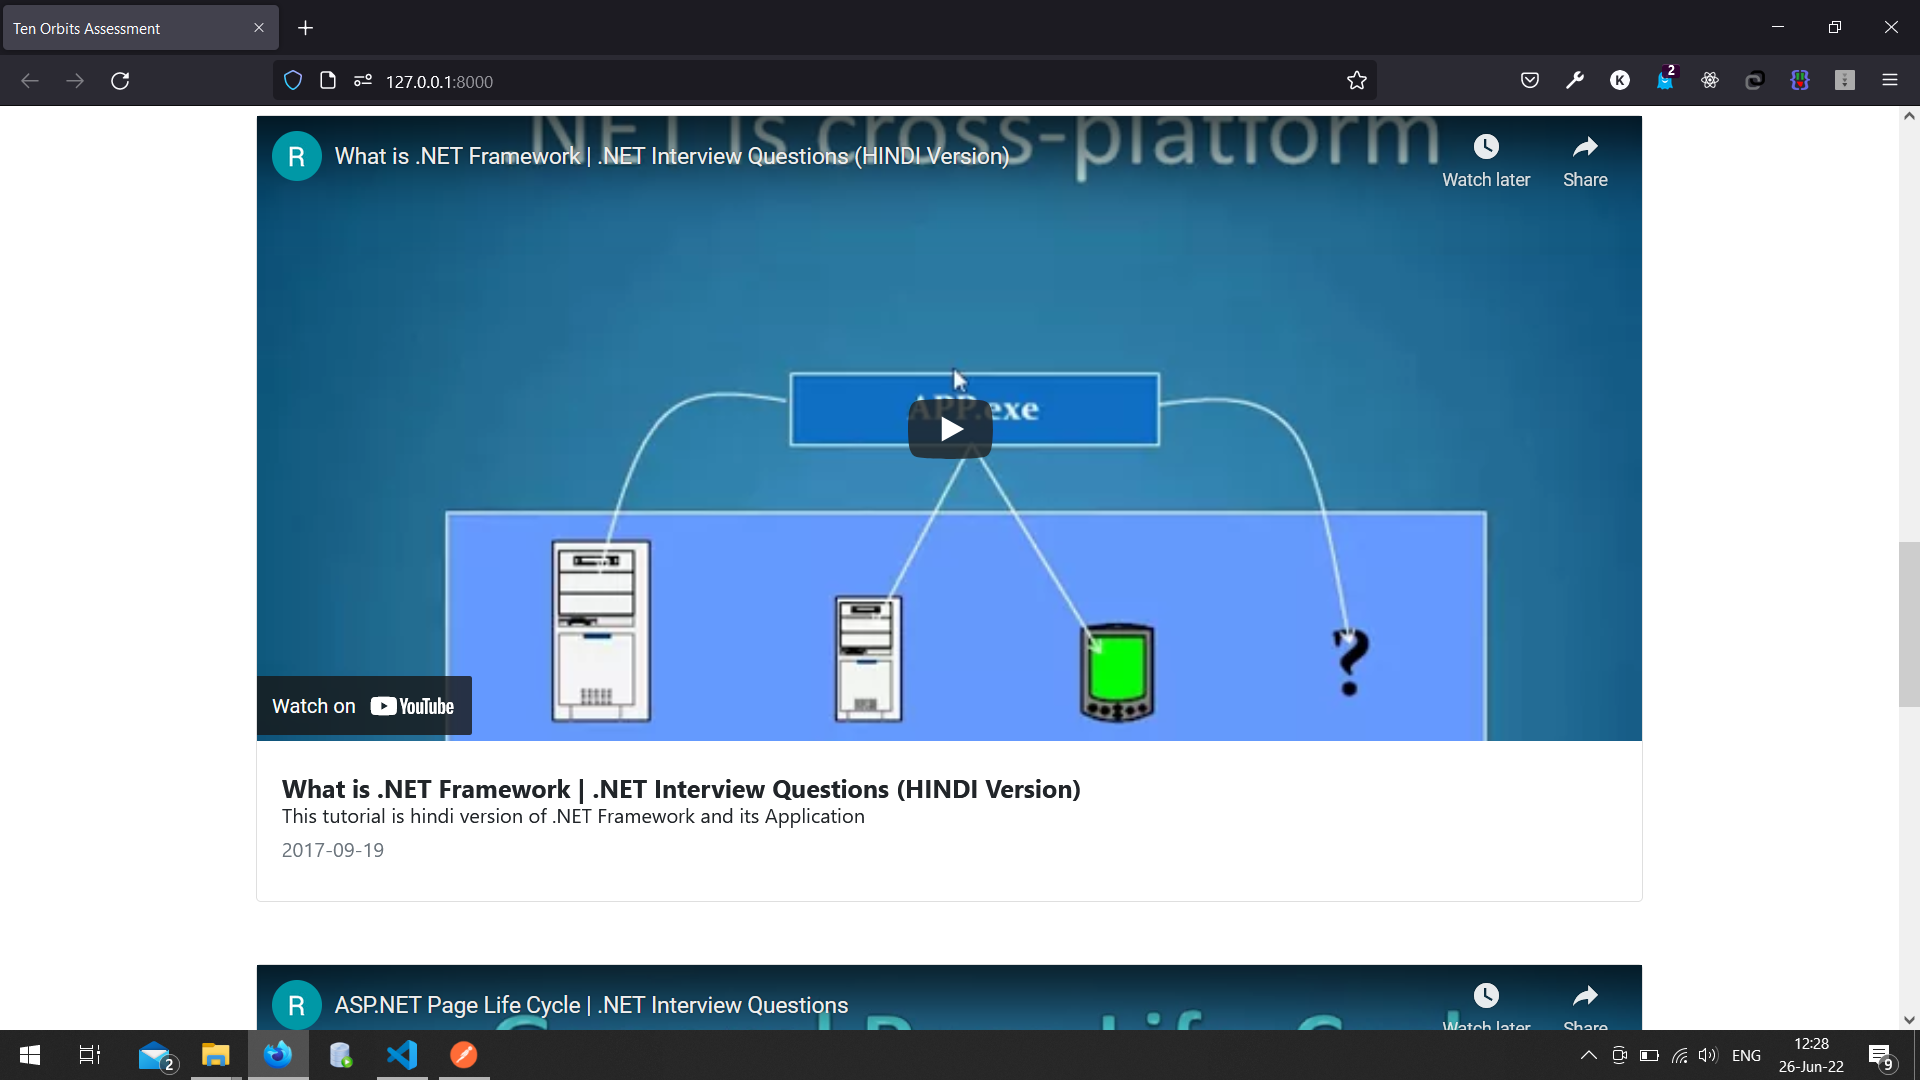 Ten Orbits Assessment
127.0.0.1:8000
K
2
.NET is cross-platform
R
What is .NET Framework | .NET Interview Questions (HINDI Version)
Watch later
Share
APP.exe
?
Watch on YouTube
What is .NET Framework | .NET Interview Questions (HINDI Version)
This tutorial is hindi version of .NET Framework and its Application
2017-09-19
R
ASP.NET Page Life Cycle | .NET Interview Questions
Watch later
Share
2
ENG
12:28
26-Jun-22
9